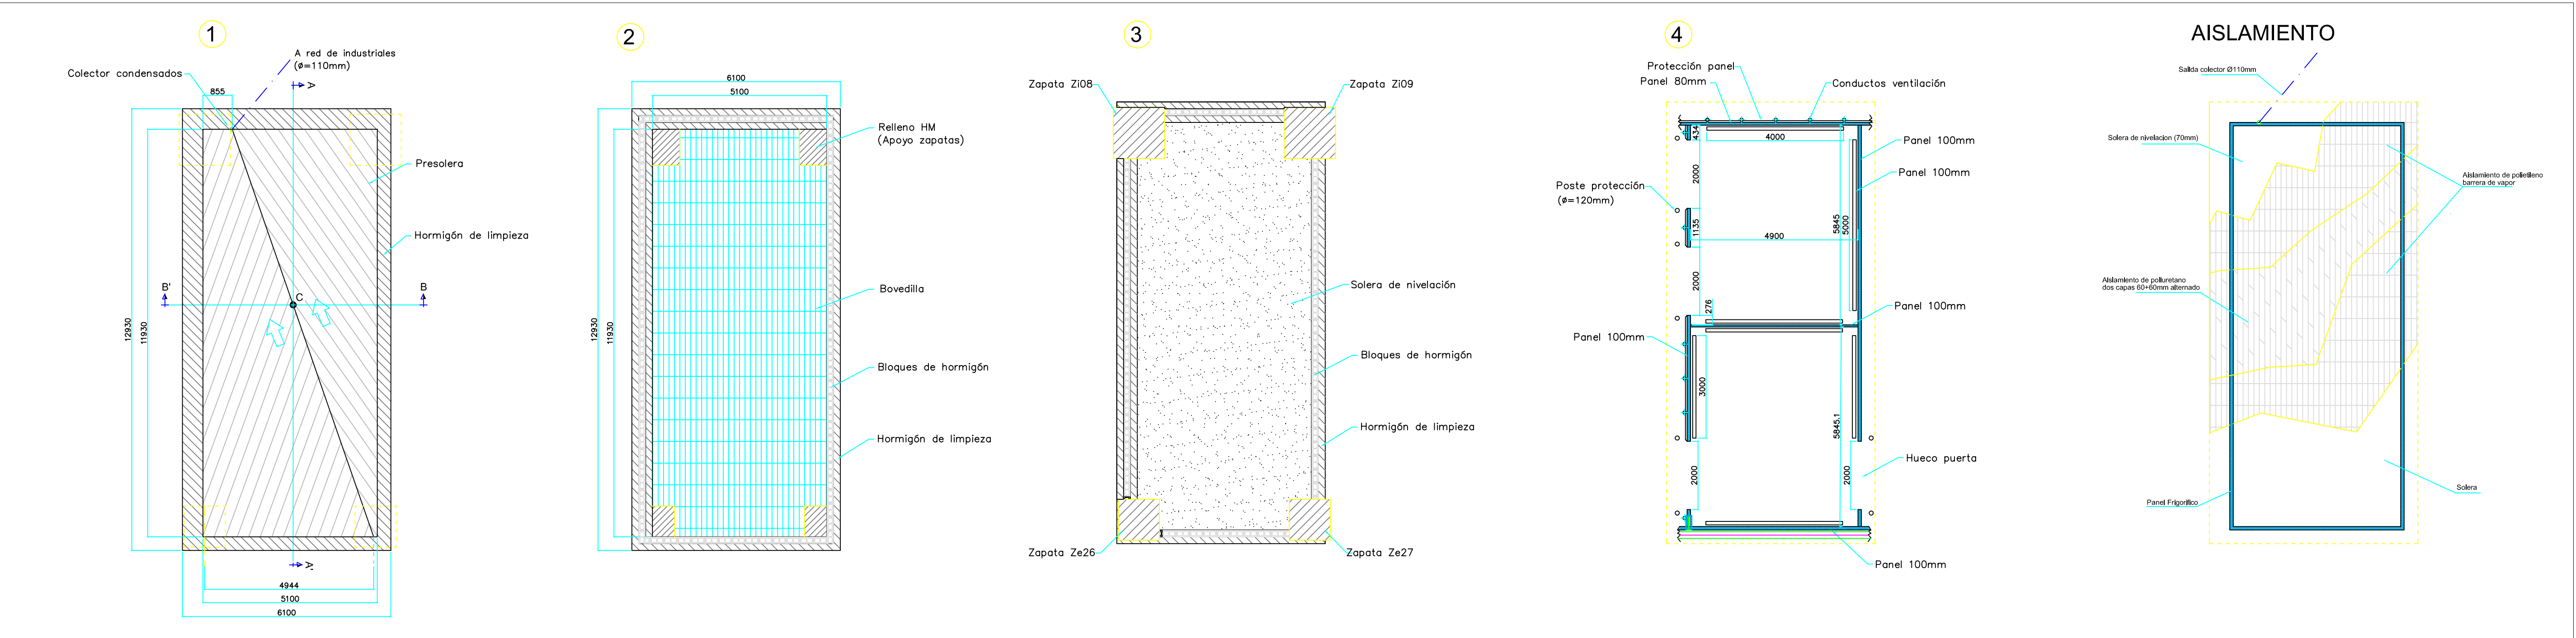 1
A red de industriales
(ø=110mm)
Colector condensados
855
A
Presolera
Hormigón de limpieza
B'
B
C
12930
11930
A'
4944
5100
6100
2
6100
5100
Relleno HM
(Apoyo zapatas)
Bovedilla
12930
11930
Bloques de hormigón
Hormigón de limpieza
3
Zapata Zi08
Zapata Zi09
Solera de nivelación
Bloques de hormigón
Hormigón de limpieza
Zapata Ze26
Zapata Ze27
4
Protección panel
Panel 80mm
Conductos ventilación
434
4000
Panel 100mm
Panel 100mm
2000
Poste protección
(ø=120mm)
1135
5845
5000
4900
2000
276
Panel 100mm
Panel 100mm
3000
5845.1
Hueco puerta
2000
2000
Panel 100mm
AISLAMIENTO
Salida colector Ø110mm
Solera de nivelacion (70mm)
Aislamiento de polietileno
barrera de vapor
Aislamiento de poliuretano
dos capas 60+60mm alternado
Solera
Panel Frigorífico